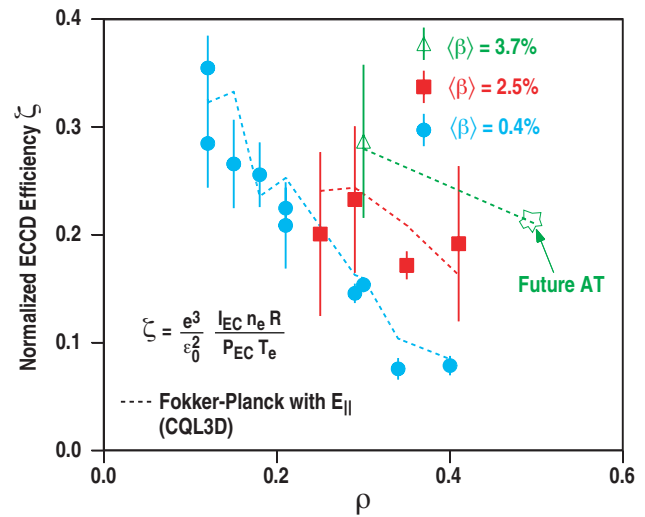 0.4
0.3
0.2
0.1
0.0
0.0
0.2
0.4
0.6
Normalized ECCD Efficiency ζ
ρ
⟨β⟩ = 3.7%
⟨β⟩ = 2.5%
⟨β⟩ = 0.4%
Future AT
ζ = e³/ε₀² I_EC n_e R/P_EC T_e
Fokker-Planck with E_||
(CQL3D)